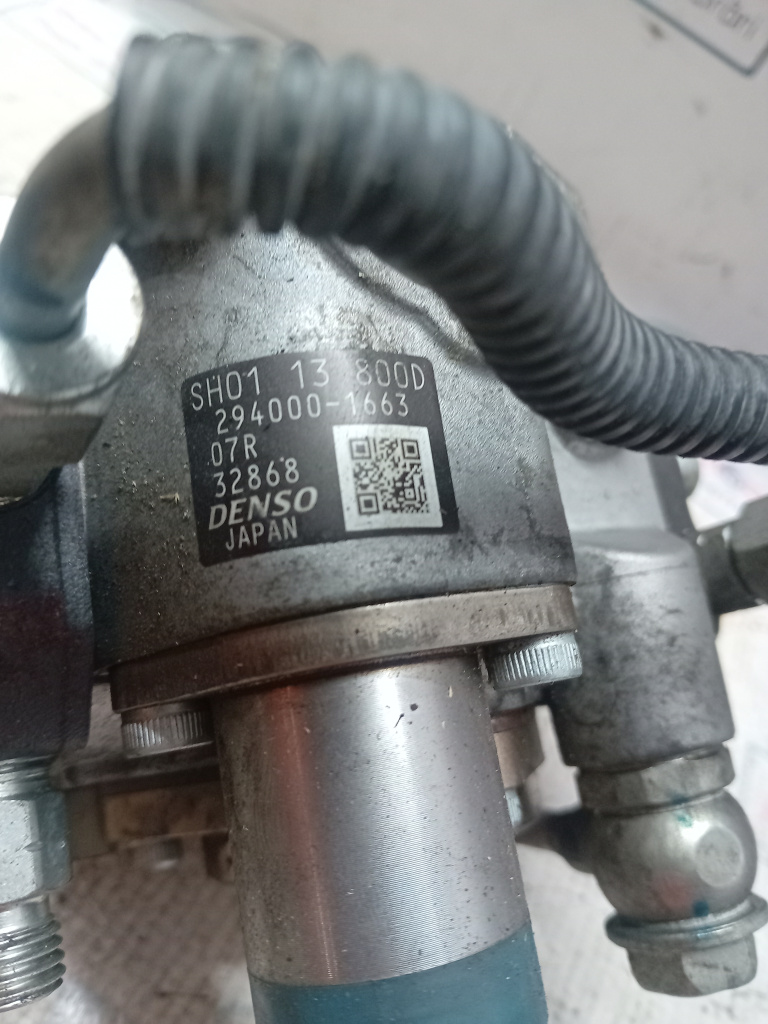 SH01 13 800D
294000-1663
07R
32868
DENSO
JAPAN